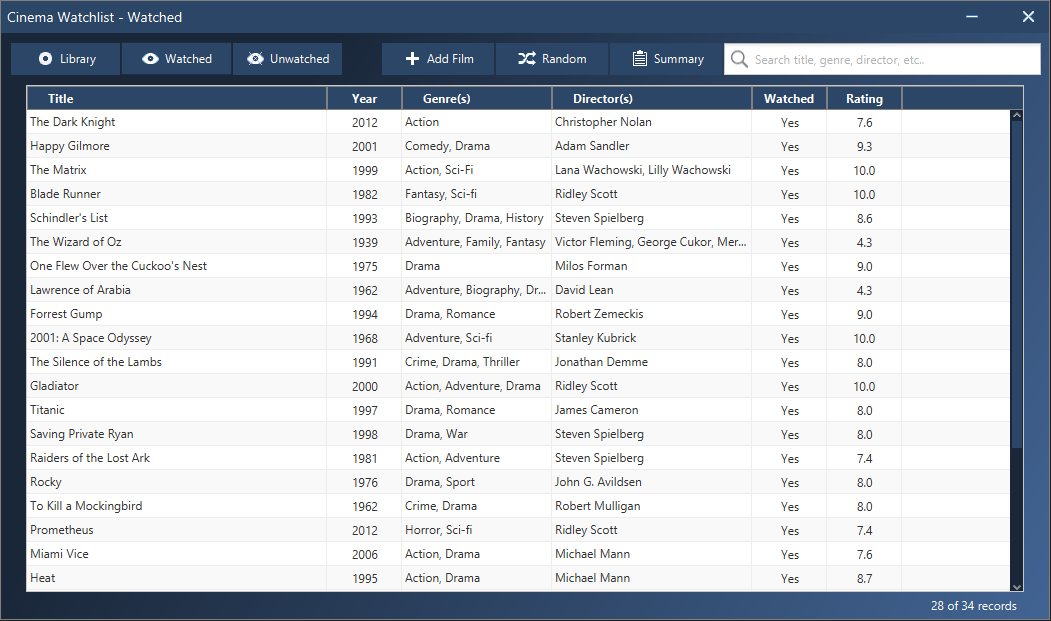 Cinema Watchlist - Watched
Library Watched Unwatched Add Film Random Summary Search title, genre, director, etc..
Title Year Genre(s) Director(s) Watched Rating
The Dark Knight 2012 Action Christopher Nolan Yes 7.6
Happy Gilmore 2001 Comedy, Drama Adam Sandler Yes 9.3
The Matrix 1999 Action, Sci-Fi Lana Wachowski, Lilly Wachowski Yes 10.0
Blade Runner 1982 Fantasy, Sci-fi Ridley Scott Yes 10.0
Schindler's List 1993 Biography, Drama, History Steven Spielberg Yes 8.6
The Wizard of Oz 1939 Adventure, Family, Fantasy Victor Fleming, George Cukor, Mer... Yes 4.3
One Flew Over the Cuckoo's Nest 1975 Drama Milos Forman Yes 9.0
Lawrence of Arabia 1962 Adventure, Biography, Dr... David Lean Yes 4.3
Forrest Gump 1994 Drama, Romance Robert Zemeckis Yes 9.0
2001: A Space Odyssey 1968 Adventure, Sci-fi Stanley Kubrick Yes 10.0
The Silence of the Lambs 1991 Crime, Drama, Thriller Jonathan Demme Yes 8.0
Gladiator 2000 Action, Adventure, Drama Ridley Scott Yes 10.0
Titanic 1997 Drama, Romance James Cameron Yes 8.0
Saving Private Ryan 1998 Drama, War Steven Spielberg Yes 8.0
Raiders of the Lost Ark 1981 Action, Adventure Steven Spielberg Yes 7.4
Rocky 1976 Drama, Sport John G. Avildsen Yes 8.0
To Kill a Mockingbird 1962 Crime, Drama Robert Mulligan Yes 8.0
Prometheus 2012 Horror, Sci-fi Ridley Scott Yes 7.4
Miami Vice 2006 Action, Drama Michael Mann Yes 7.6
Heat 1995 Action, Drama Michael Mann Yes 8.7
28 of 34 records